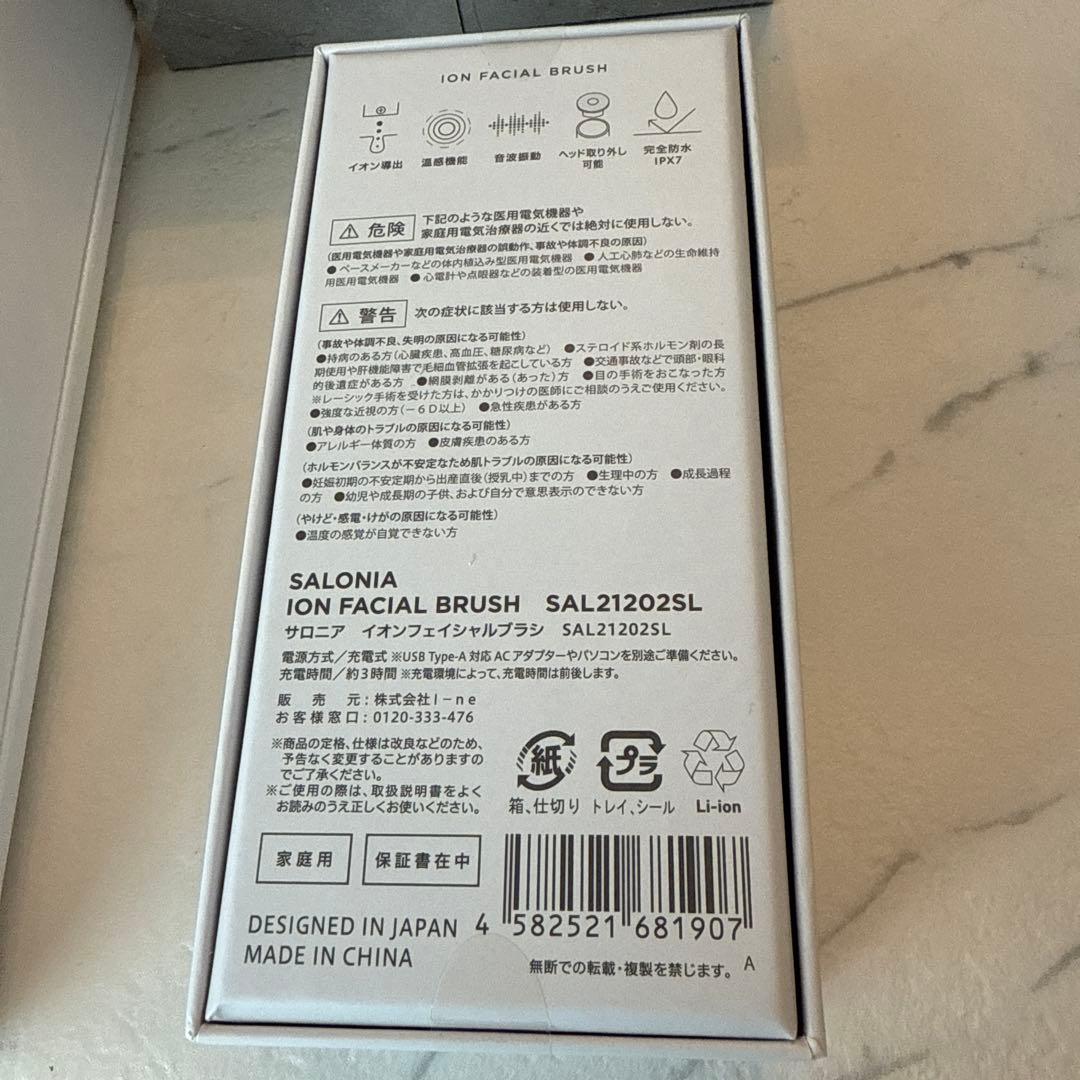 ION FACIAL BRUSH
イオン導出
温感機能
音波振動
ヘッド取り外し
可能
完全防水
IPX7
危険
下記のような医用電気機器や
家庭用電気治療器の近くでは絶対に使用しない。
(医用電気機器や家庭用電気治療器の誤動作、事故や体調不良の原因)
●ペースメーカーなどの体内植込み型医用電気機器 ●人工心肺などの生命維持
用医用電気機器 ●心電計や点眼器などの装着型の医用電気機器
警告
次の症状に該当する方は使用しない。
(事故や体調不良、失明の原因になる可能性)
●持病のある方(心臓疾患、高血圧、糖尿病など) ●ステロイド系ホルモン剤の長
期使用や肝機能障害で毛細血管拡張を起こしている方 ●交通事故などで頭部・眼科
的後遺症がある方 ●網膜剥離がある(あった)方 ●目の手術をおこなった方
※レーシック手術を受けた方は、かかりつけの医師にご相談のうえご使用ください。
●強度な近視の方(−6D以上) ●急性疾患がある方
(肌や身体のトラブルの原因になる可能性)
●アレルギー体質の方 ●皮膚疾患のある方
(ホルモンバランスが不安定なため肌トラブルの原因になる可能性)
●妊娠初期の不安定期から出産直後(授乳中)までの方 ●生理中の方 ●成長過程
の方 ●幼児や成長期の子供、および自分で意思表示のできない方
(やけど・感電・けがの原因になる可能性)
●温度の感覚が自覚できない方
SALONIA
ION FACIAL BRUSH SAL21202SL
サロニア イオンフェイシャルブラシ SAL21202SL
電源方式/充電式 ※USB Type-A 対応 AC アダプターやパソコンを別途ご準備ください。
充電時間/約3時間 ※充電環境によって、充電時間は前後します。
販売元:株式会社I−ne
お客様窓口:0120-333-476
※商品の定格、仕様は改良などのため、
予告なく変更することがありますの
でご了承ください。
※ご使用の際は、取扱説明書をよく
お読みのうえ正しくお使いください。
紙
箱、仕切り
プラ
トレイ、シール
Li-ion
家庭用
保証書在中
DESIGNED IN JAPAN
MADE IN CHINA
4 582521 681907
無断での転載・複製を禁じます。 A